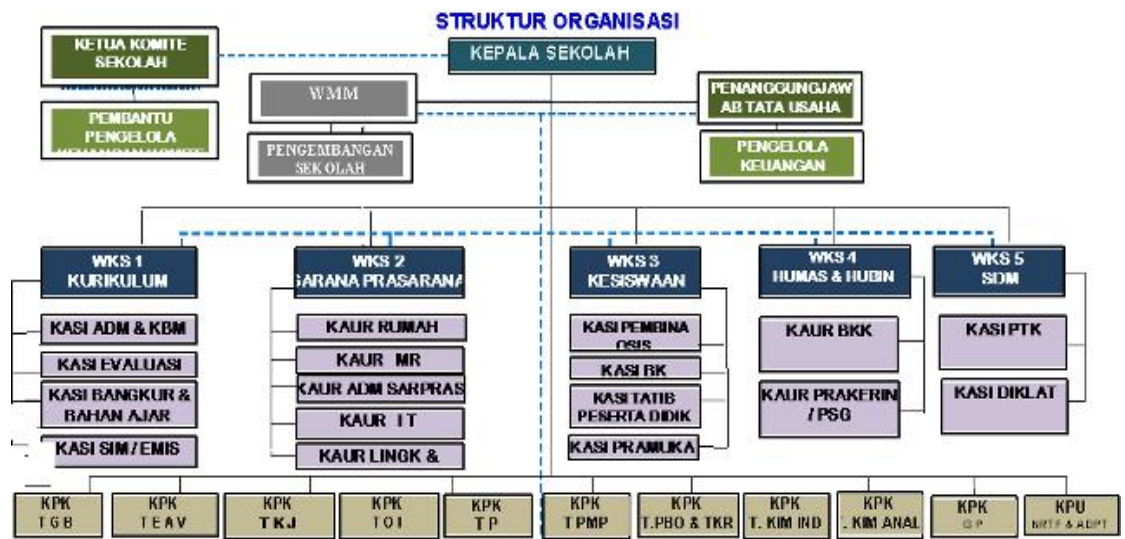 STRUKTUR ORGANISASI
KETUA KOMITE
SEKOLAH
KEPALA SEKOLAH
WMM
PENANGGUNGJAW
AB TATA USAHA
PEMBANTU
PENGELOLA
KEUANGAN KOMITE
PENGEMBANGAN
SEKOLAH
PENGELOLA
KEUANGAN
WKS 1
KURIKULUM
WKS 2
SARANA PRASARANA
WKS 3
KESISWAAN
WKS 4
HUMAS & HUBIN
WKS 5
SDM
KASI ADM & KBM
KASI EVALUASI
KASI BANGKUR &
BAHAN AJAR
KASI SIM / EMIS
KAUR RUMAH
KAUR MR
KAUR ADM SARPRAS
KAUR IT
KAUR LINGK &
KASI PEMBINA
OSIS
KASI BK
KASI TATIB
PESERTA DIDIK
KASI PRAMUKA
KAUR BKK
KAUR PRAKERIN
/ PSG
KASI PTK
KASI DIKLAT
KPK
TGB
KPK
TEAV
KPK
TKJ
KPK
TOI
KPK
TP
KPK
TPMP
KPK
T.PBO & TKR
KPK
T. KIM IND
KPK
. KIM ANAL
KPK
KPU
& ADPT